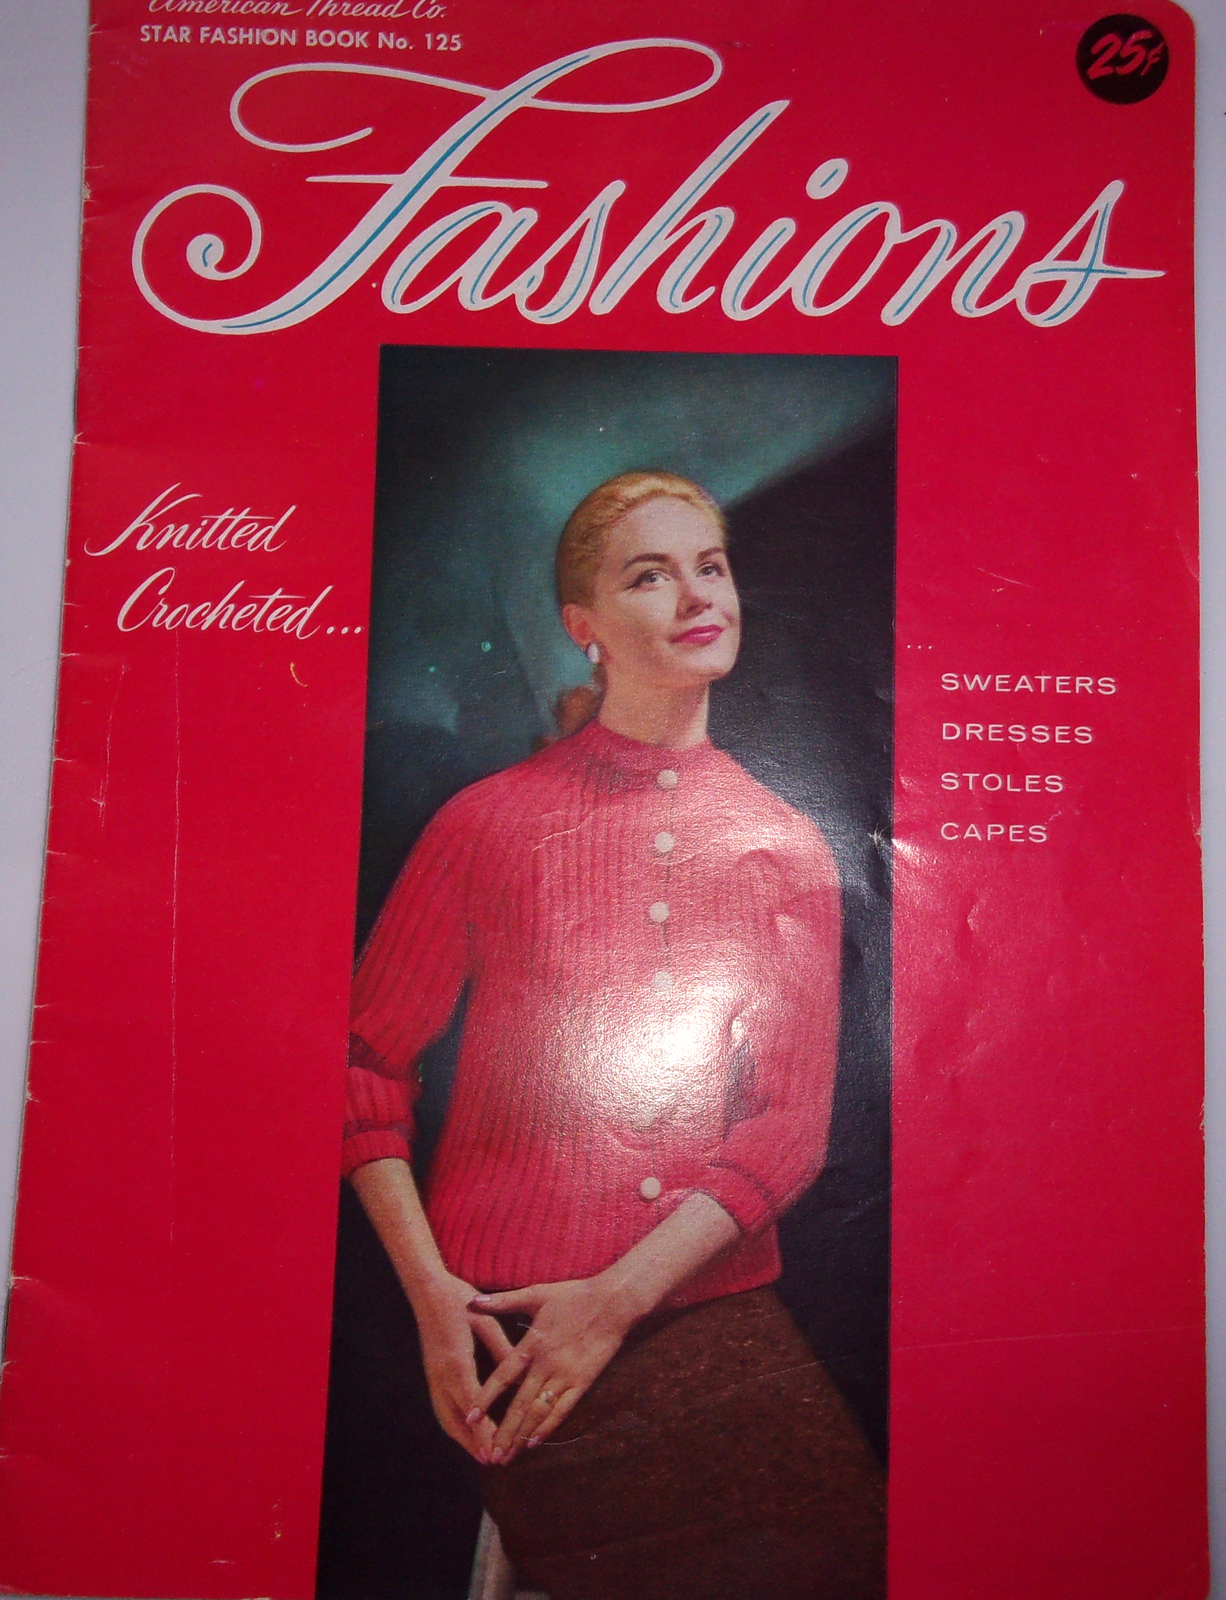 American Thread Co.
STAR FASHION BOOK No. 125
25¢
Fashions
Knitted
Crocheted...
...
SWEATERS
DRESSES
STOLES
CAPES